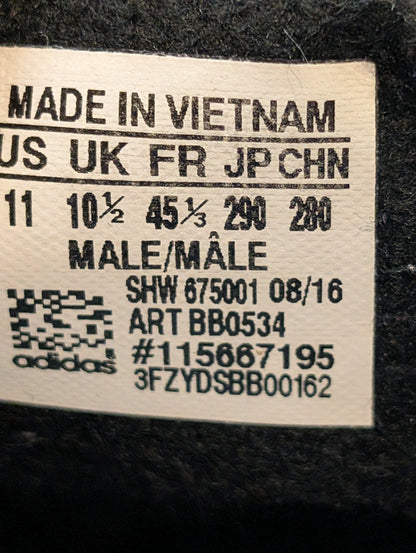 MADE IN VIETNAM
US UK FR JP CHN
11 10½ 45⅓ 290 280
MALE/MÂLE
SHW 675001 08/16
ART BB0534
adidas #115667195
3FZYDSBB00162